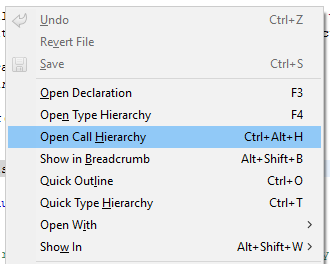 Undo Ctrl+Z
Revert File
Save Ctrl+S
Open Declaration F3
Open Type Hierarchy F4
Open Call Hierarchy Ctrl+Alt+H
Show in Breadcrumb Alt+Shift+B
Quick Outline Ctrl+O
Quick Type Hierarchy Ctrl+T
Open With >
Show In Alt+Shift+W >